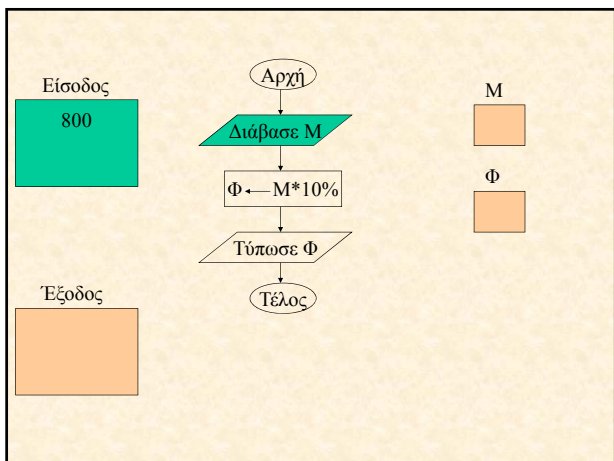 Είσοδος
800
Αρχή
Διάβασε Μ
Φ ← Μ*10%
Τύπωσε Φ
Τέλος
Μ
Φ
Έξοδος